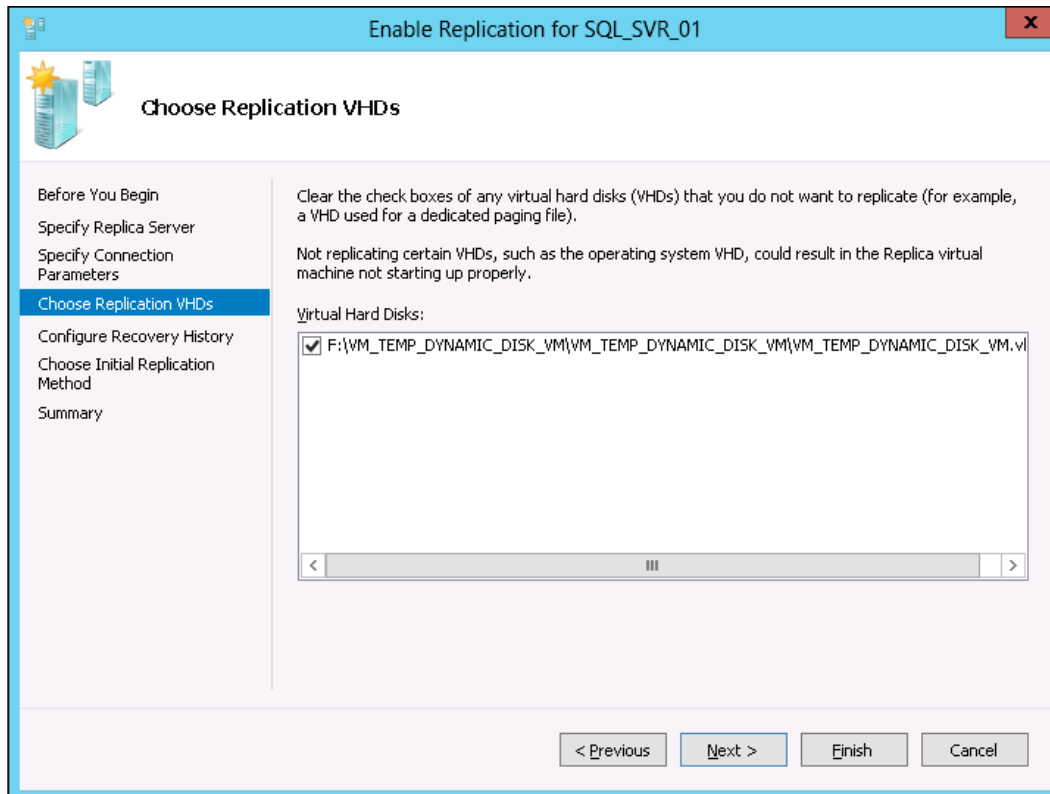 Enable Replication for SQL_SVR_01
x
Choose Replication VHDs
Before You Begin
Specify Replica Server
Specify Connection
Parameters
Choose Replication VHDs
Configure Recovery History
Choose Initial Replication
Method
Summary
Clear the check boxes of any virtual hard disks (VHDs) that you do not want to replicate (for example,
a VHD used for a dedicated paging file).
Not replicating certain VHDs, such as the operating system VHD, could result in the Replica virtual
machine not starting up properly.
Virtual Hard Disks:
F:\VM_TEMP_DYNAMIC_DISK_VM\VM_TEMP_DYNAMIC_DISK_VM\VM_TEMP_DYNAMIC_DISK_VM.vl
< Previous
Next >
Finish
Cancel